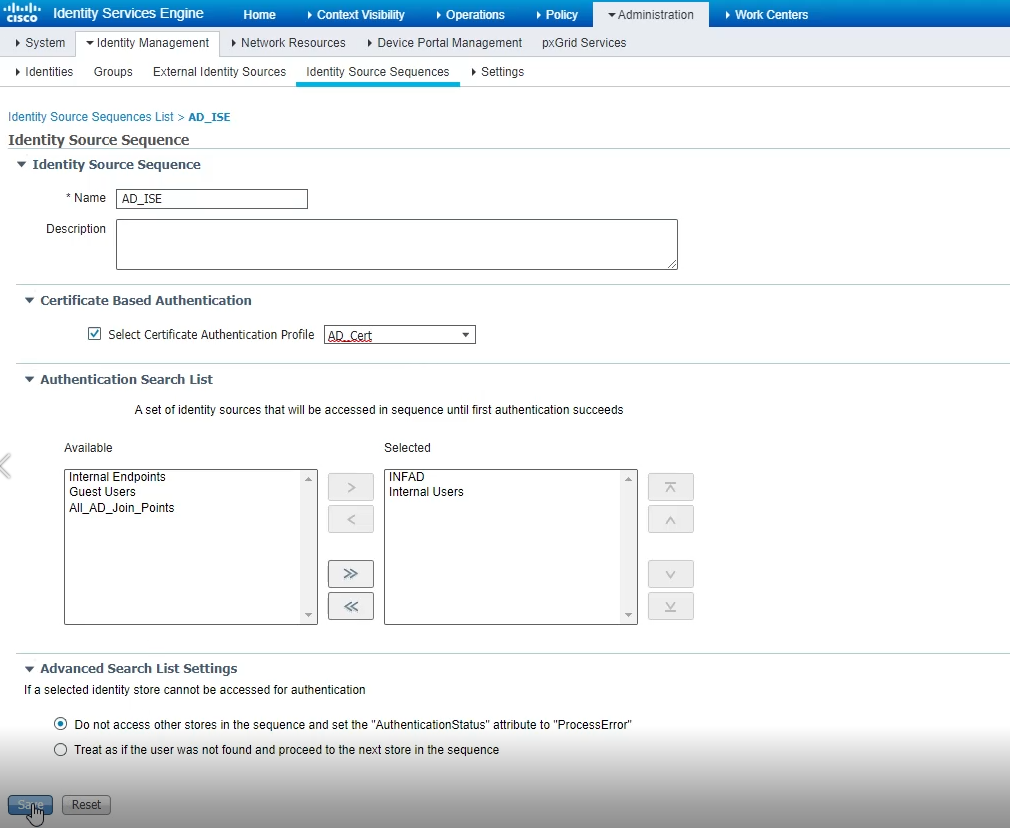 cisco Identity Services Engine Home Context Visibility Operations Policy Administration Work Centers
System Identity Management Network Resources Device Portal Management pxGrid Services
Identities Groups External Identity Sources Identity Source Sequences Settings
Identity Source Sequences List > AD_ISE
Identity Source Sequence
Identity Source Sequence
* Name AD_ISE
Description
Certificate Based Authentication
Select Certificate Authentication Profile AD_Cert
Authentication Search List
A set of identity sources that will be accessed in sequence until first authentication succeeds
Available Selected
Internal Endpoints INFAD
Guest Users Internal Users
All_AD_Join_Points
Advanced Search List Settings
If a selected identity store cannot be accessed for authentication
Do not access other stores in the sequence and set the "AuthenticationStatus" attribute to "ProcessError"
Treat as if the user was not found and proceed to the next store in the sequence
Save Reset